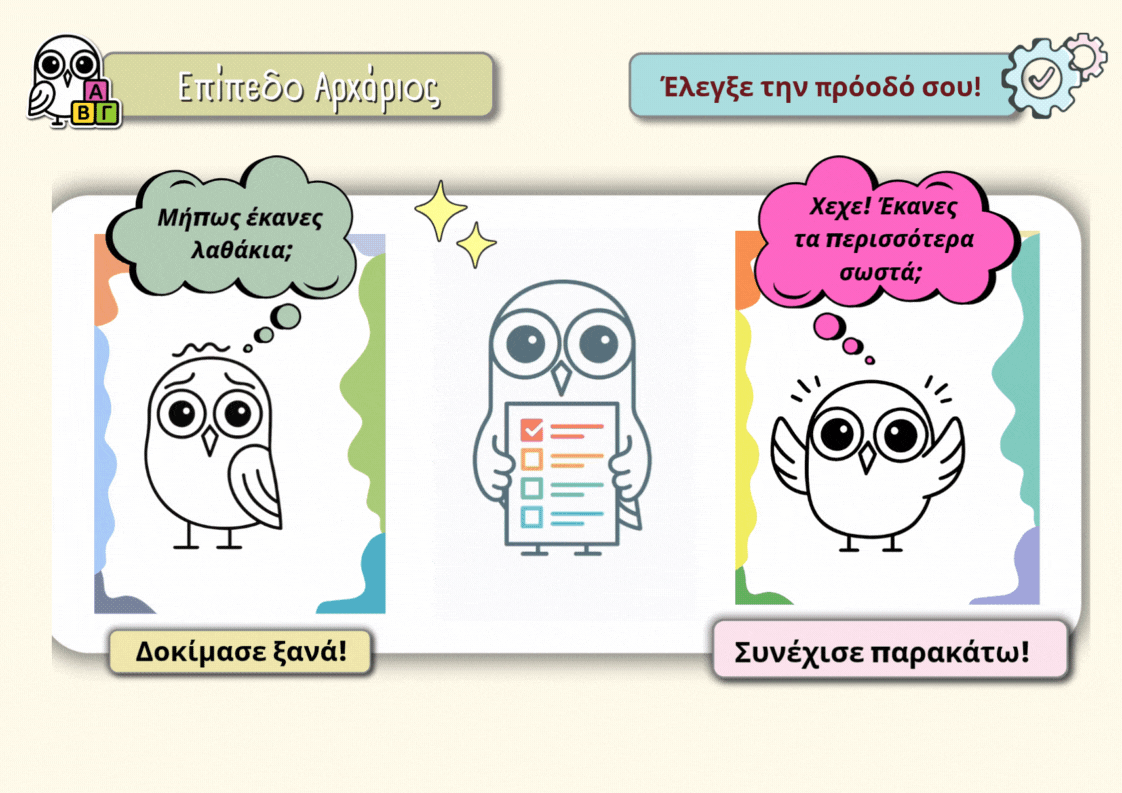 Επίπεδο Αρχάριος
Έλεγξε την πρόοδό σου!
Α
Β Γ
Μήπως έκανες
λαθάκια;
Χεχε! Έκανες
τα περισσότερα
σωστά;
Δοκίμασε ξανά!
Συνέχισε παρακάτω!